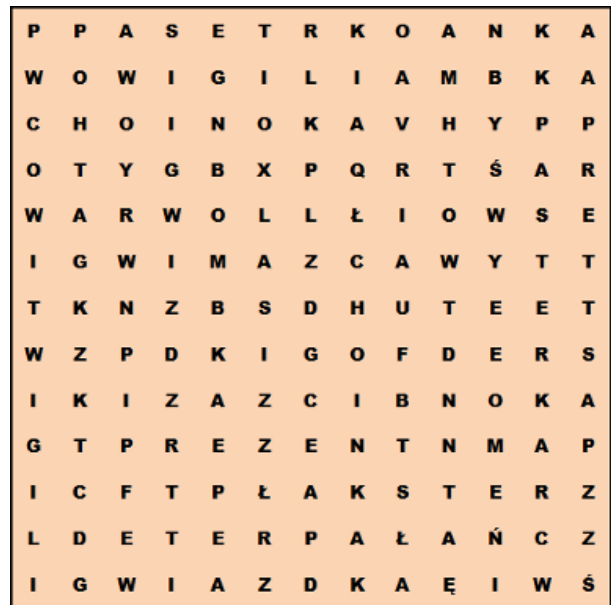 P P A S E T R K O A N K A
W O W I G I L I A M B K A
C H O I N O K A V H Y P P
O T Y G B X P Q R T Ś A R
W A R W O L L Ł I O W S E
I G W I M A Z C A W Y T T
T K N Z B S D H U T E E T
W Z P D K I G O F D E R S
I K I Z A Z C I B N O K A
G T P R E Z E N T N M A P
I C F T P Ł A K S T E R Z
L D E T E R P A Ł A Ń C Z
I G W I A Z D K A Ę I W Ś